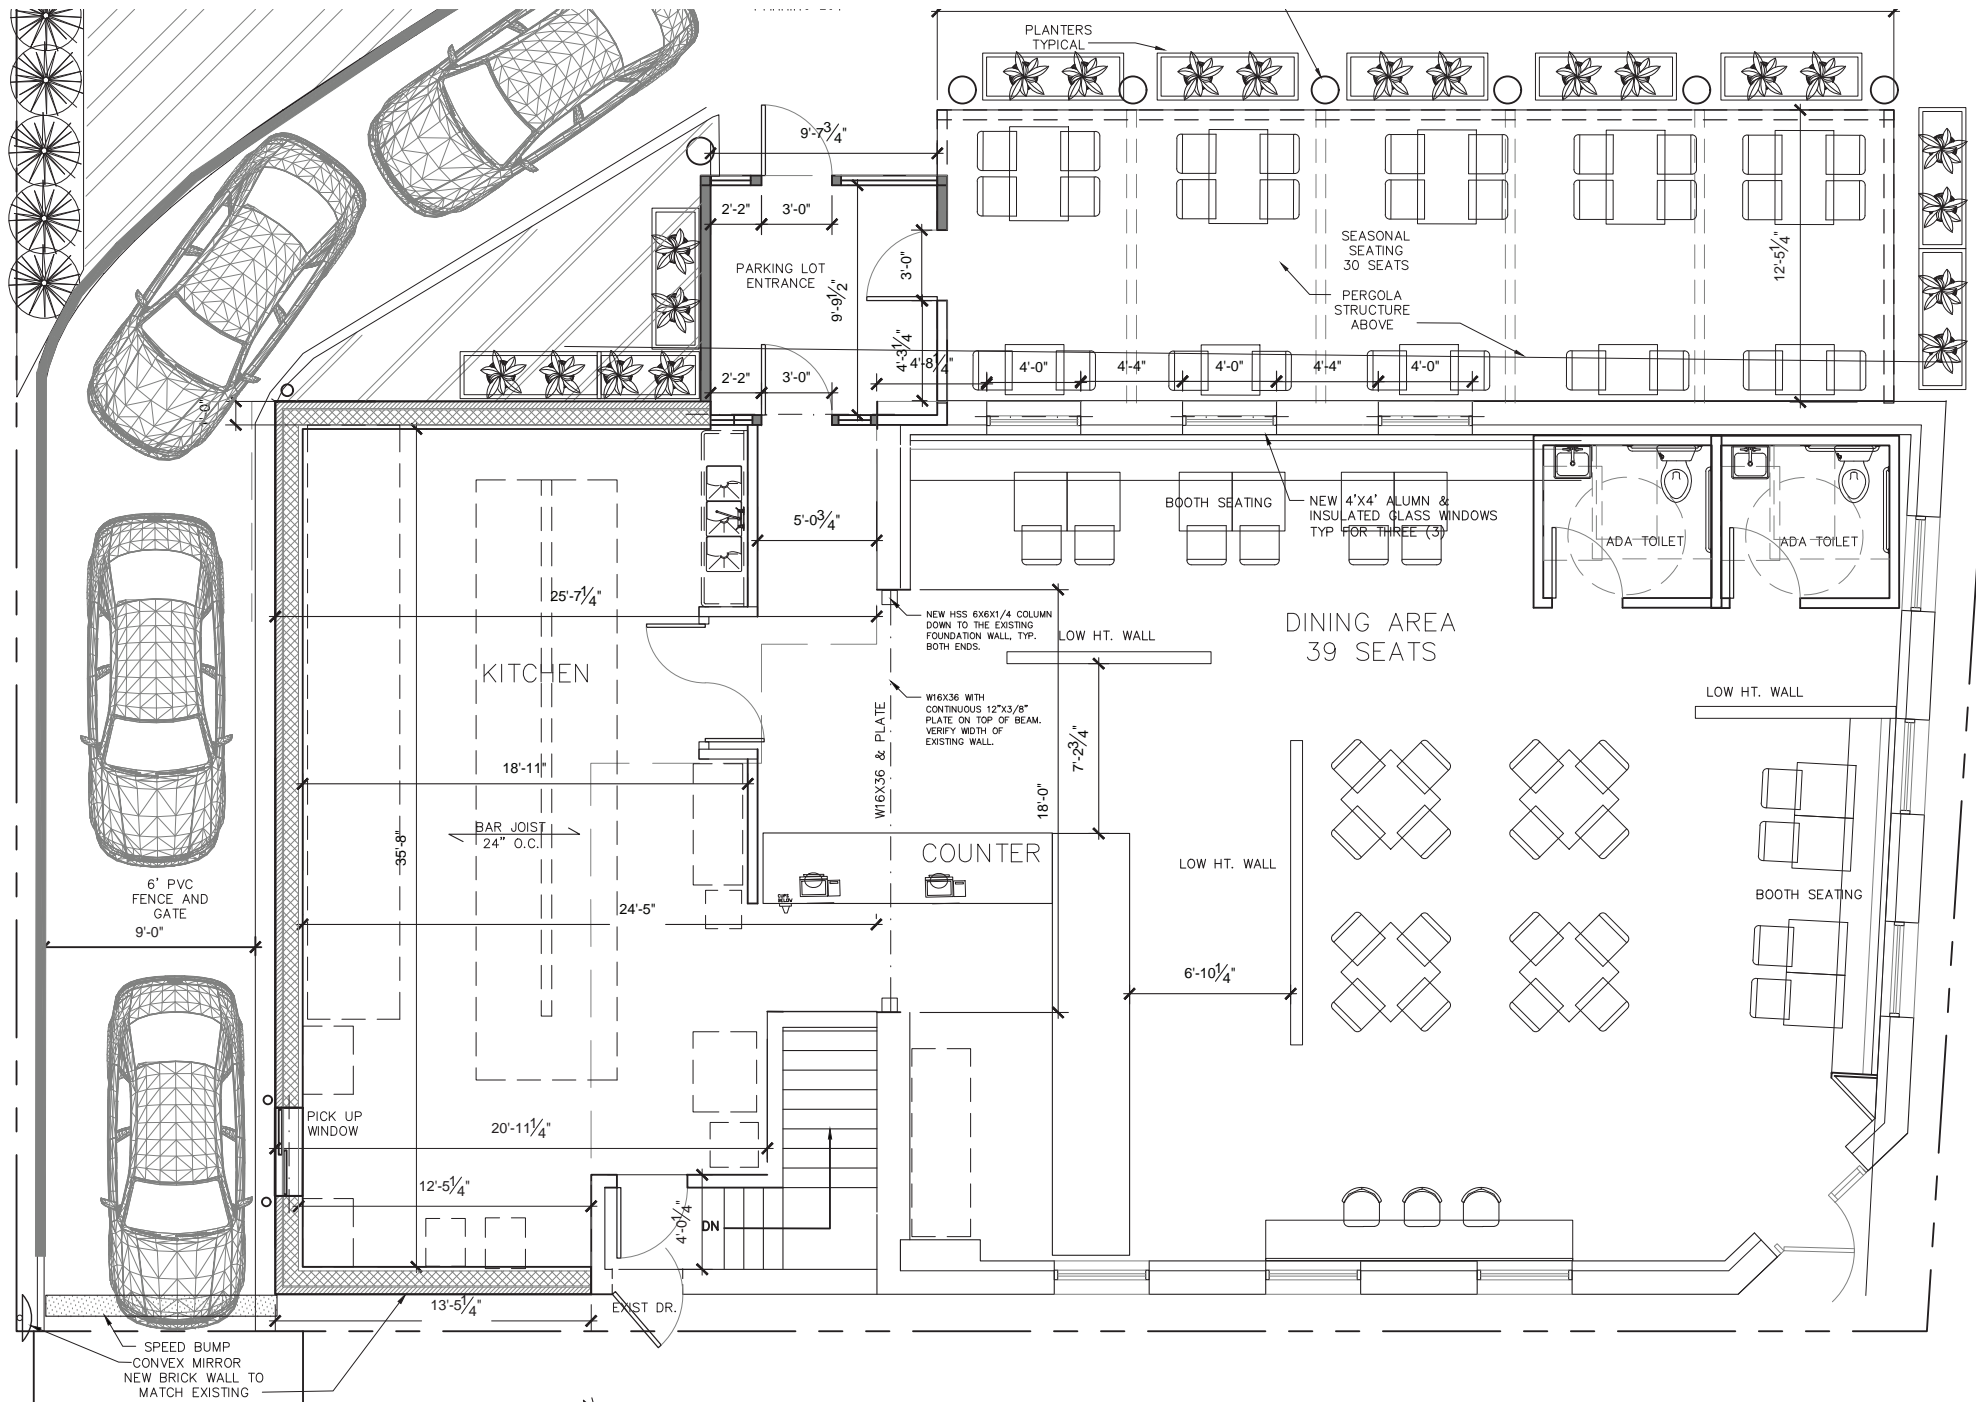 PLANTERS
TYPICAL
9'-7¾"
2'-2"
3'-0"
PARKING LOT
ENTRANCE
9'-9½"
3'-0"
SEASONAL
SEATING
30 SEATS
12'-5¼"
PERGOLA
STRUCTURE
ABOVE
4'-3¼"
2'-2"
3'-0"
4'-8¼"
4'-0"
4'-4"
4'-0"
4'-4"
4'-0"
1'-0"
BOOTH SEATING
NEW 4'X4' ALUMN &
INSULATED GLASS WINDOWS
TYP FOR THREE (3)
ADA TOILET
ADA TOILET
5'-0¾"
25'-7¼"
NEW HSS 6X6X1/4 COLUMN
DOWN TO THE EXISTING
FOUNDATION WALL, TYP.
BOTH ENDS.
LOW HT. WALL
DINING AREA
39 SEATS
KITCHEN
W16X36 WITH
CONTINUOUS 12"X3/8"
PLATE ON TOP OF BEAM.
VERIFY WIDTH OF
EXISTING WALL.
LOW HT. WALL
W16X36 & PLATE
7'-2¾"
18'-0"
18'-11"
BAR JOIST
24" O.C.
35'-8"
COUNTER
LOW HT. WALL
6' PVC
FENCE AND
GATE
9'-0"
CUPS
BELOW
24'-5"
BOOTH SEATING
6'-10¼"
PICK UP
WINDOW
20'-11¼"
12'-5¼"
4'-0¼"
DN
13'-5¼"
EXIST DR.
SPEED BUMP
CONVEX MIRROR
NEW BRICK WALL TO
MATCH EXISTING